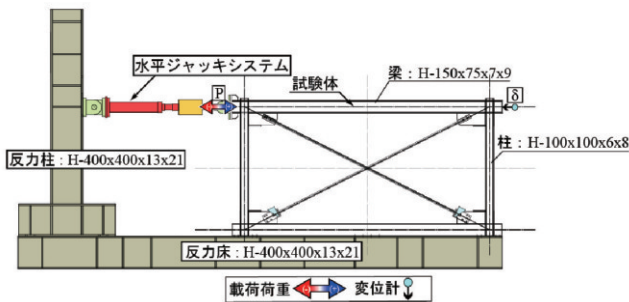 水平ジャッキシステム
P
試験体
梁：H-150x75x7x9
δ
柱：H-100x100x6x8
反力柱：H-400x400x13x21
反力床：H-400x400x13x21
載荷荷重 (-) (+) 変位計